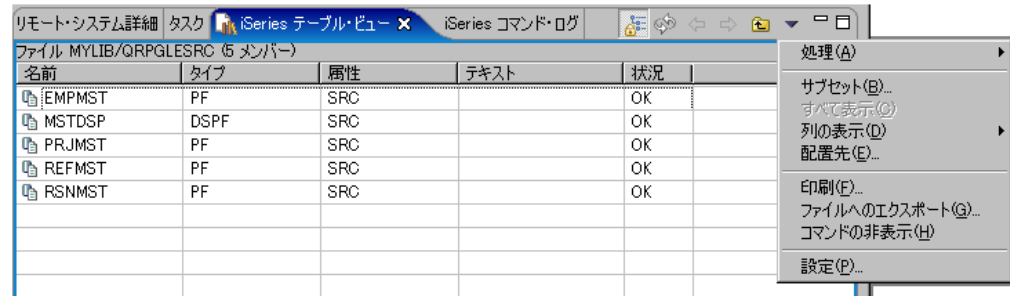 リモート・システム詳細 タスク iSeries テーブル・ビュー iSeries コマンド・ログ
ファイル MYLIB/QRPGLESRC (5 メンバー)
名前 タイプ 属性 テキスト 状況
EMPMST PF SRC OK
MSTDSP DSPF SRC OK
PRJMST PF SRC OK
REFMST PF SRC OK
RSNMST PF SRC OK
処理(A)
サブセット(B)...
すべて表示(C)
列の表示(D)
配置先(E)...
印刷(F)...
ファイルへのエクスポート(G)...
コマンドの非表示(H)
設定(P)...